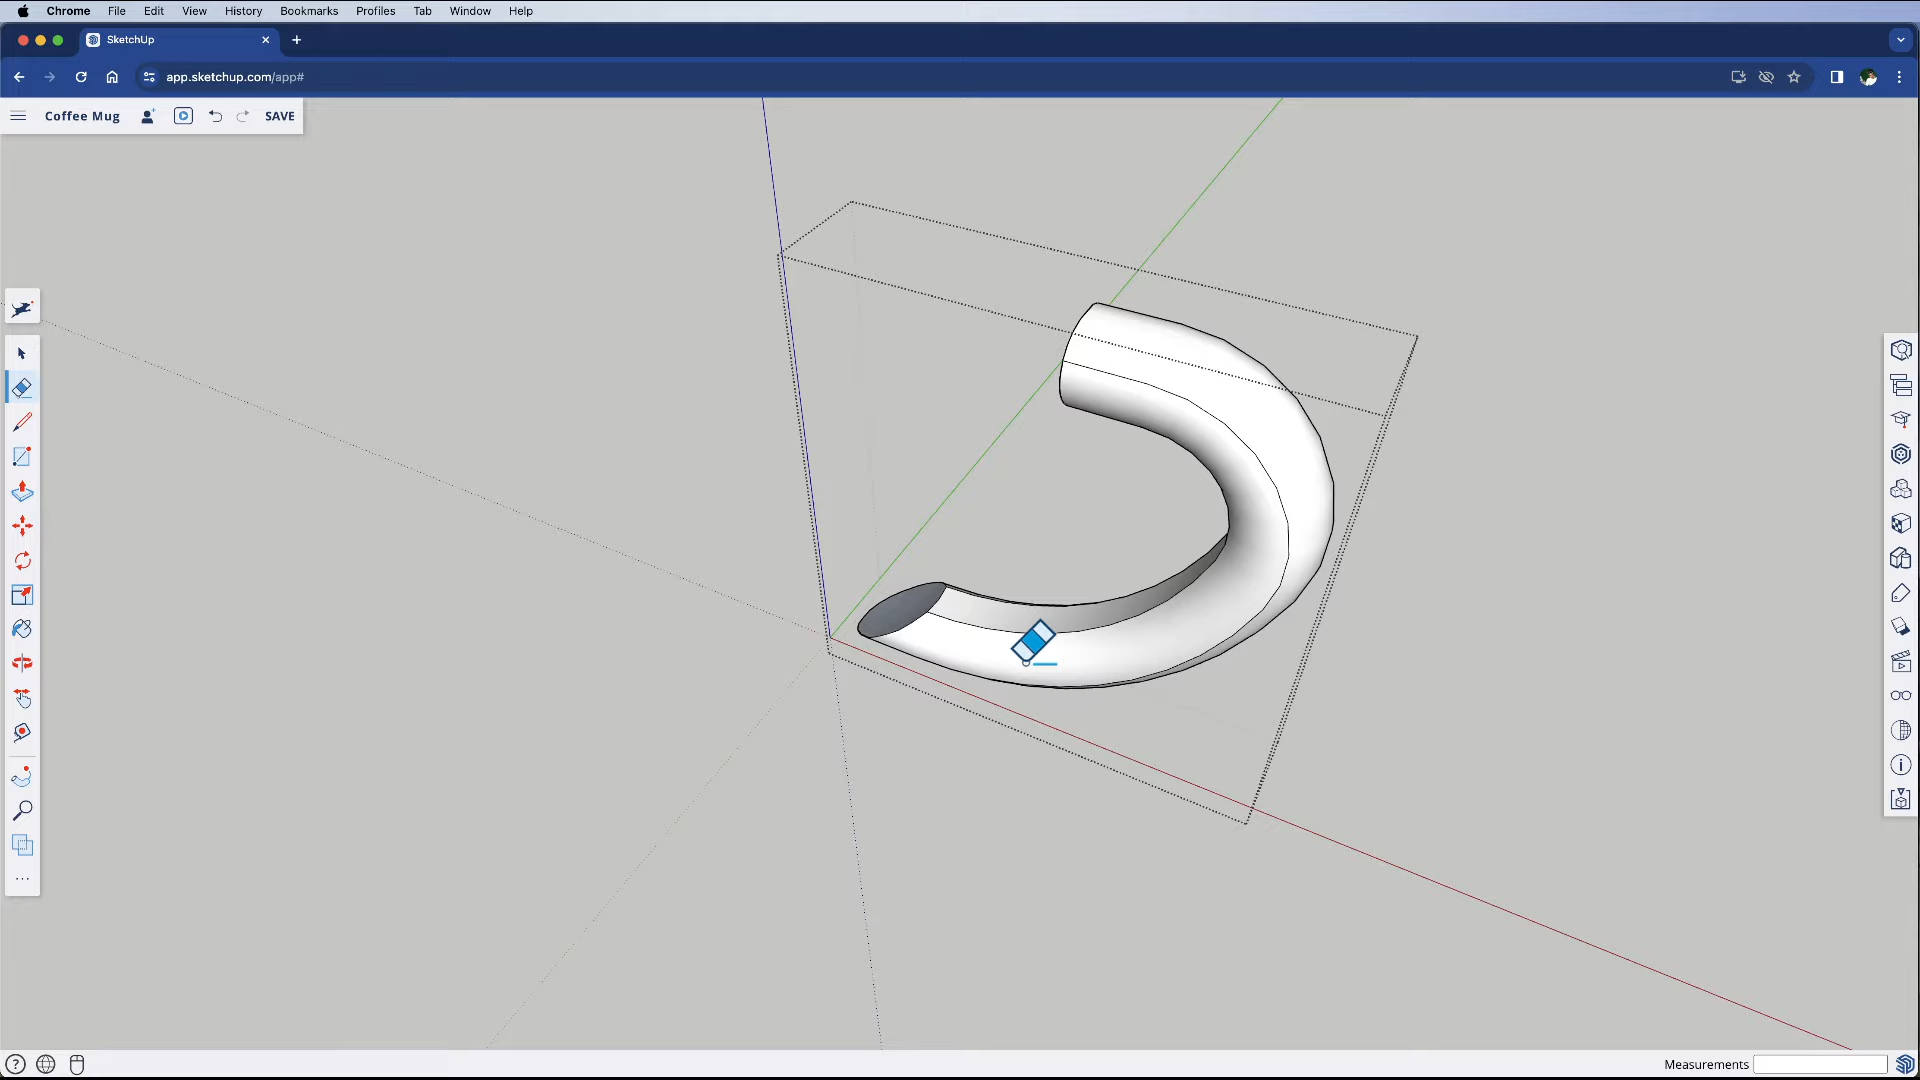 Chrome File Edit View History Bookmarks Profiles Tab Window Help
SketchUp
app.sketchup.com/app#
Coffee Mug SAVE
Measurements